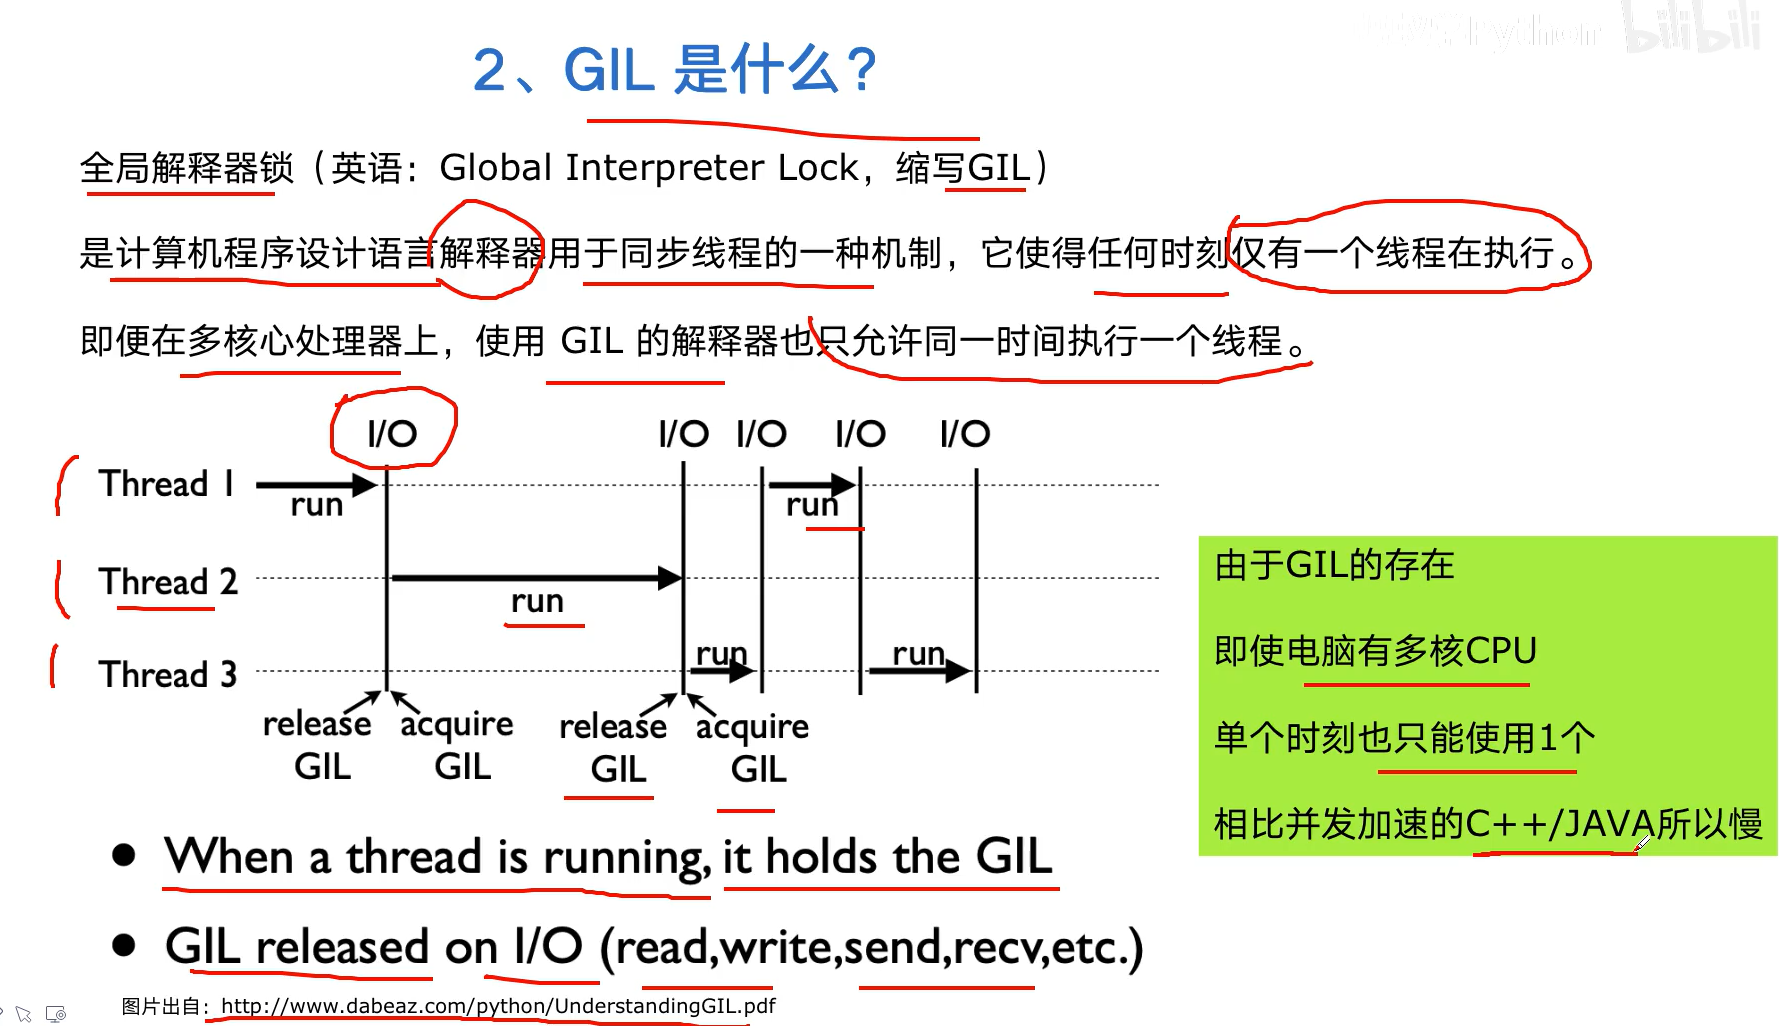 Python bilibili
2、GIL 是什么？
全局解释器锁（英语：Global Interpreter Lock，缩写GIL）
是计算机程序设计语言解释器用于同步线程的一种机制，它使得任何时刻仅有一个线程在执行。
即便在多核心处理器上，使用 GIL 的解释器也只允许同一时间执行一个线程。
I/O I/O I/O I/O I/O
Thread 1
run run
Thread 2
run
Thread 3
run run
release GIL
acquire GIL
release GIL
acquire GIL
由于GIL的存在
即使电脑有多核CPU
单个时刻也只能使用1个
相比并发加速的C++/JAVA所以慢
● When a thread is running, it holds the GIL
● GIL released on I/O (read,write,send,recv,etc.)
图片出自：http://www.dabeaz.com/python/UnderstandingGIL.pdf